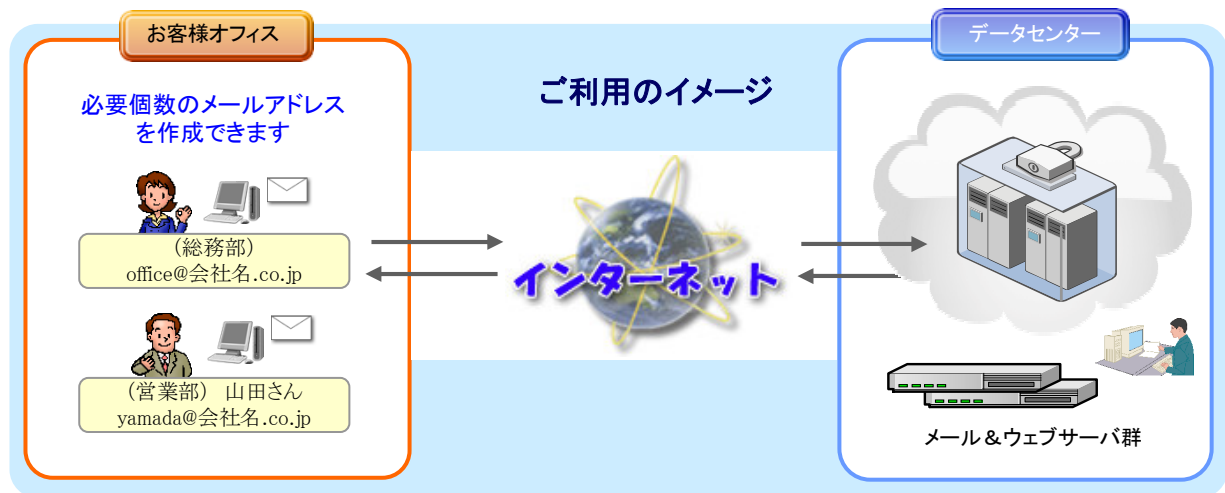 お客様オフィス
データセンター
ご利用のイメージ
必要個数のメールアドレス
を作成できます
（総務部）
office@会社名.co.jp
インターネット
（営業部） 山田さん
yamada@会社名.co.jp
メール＆ウェブサーバ群